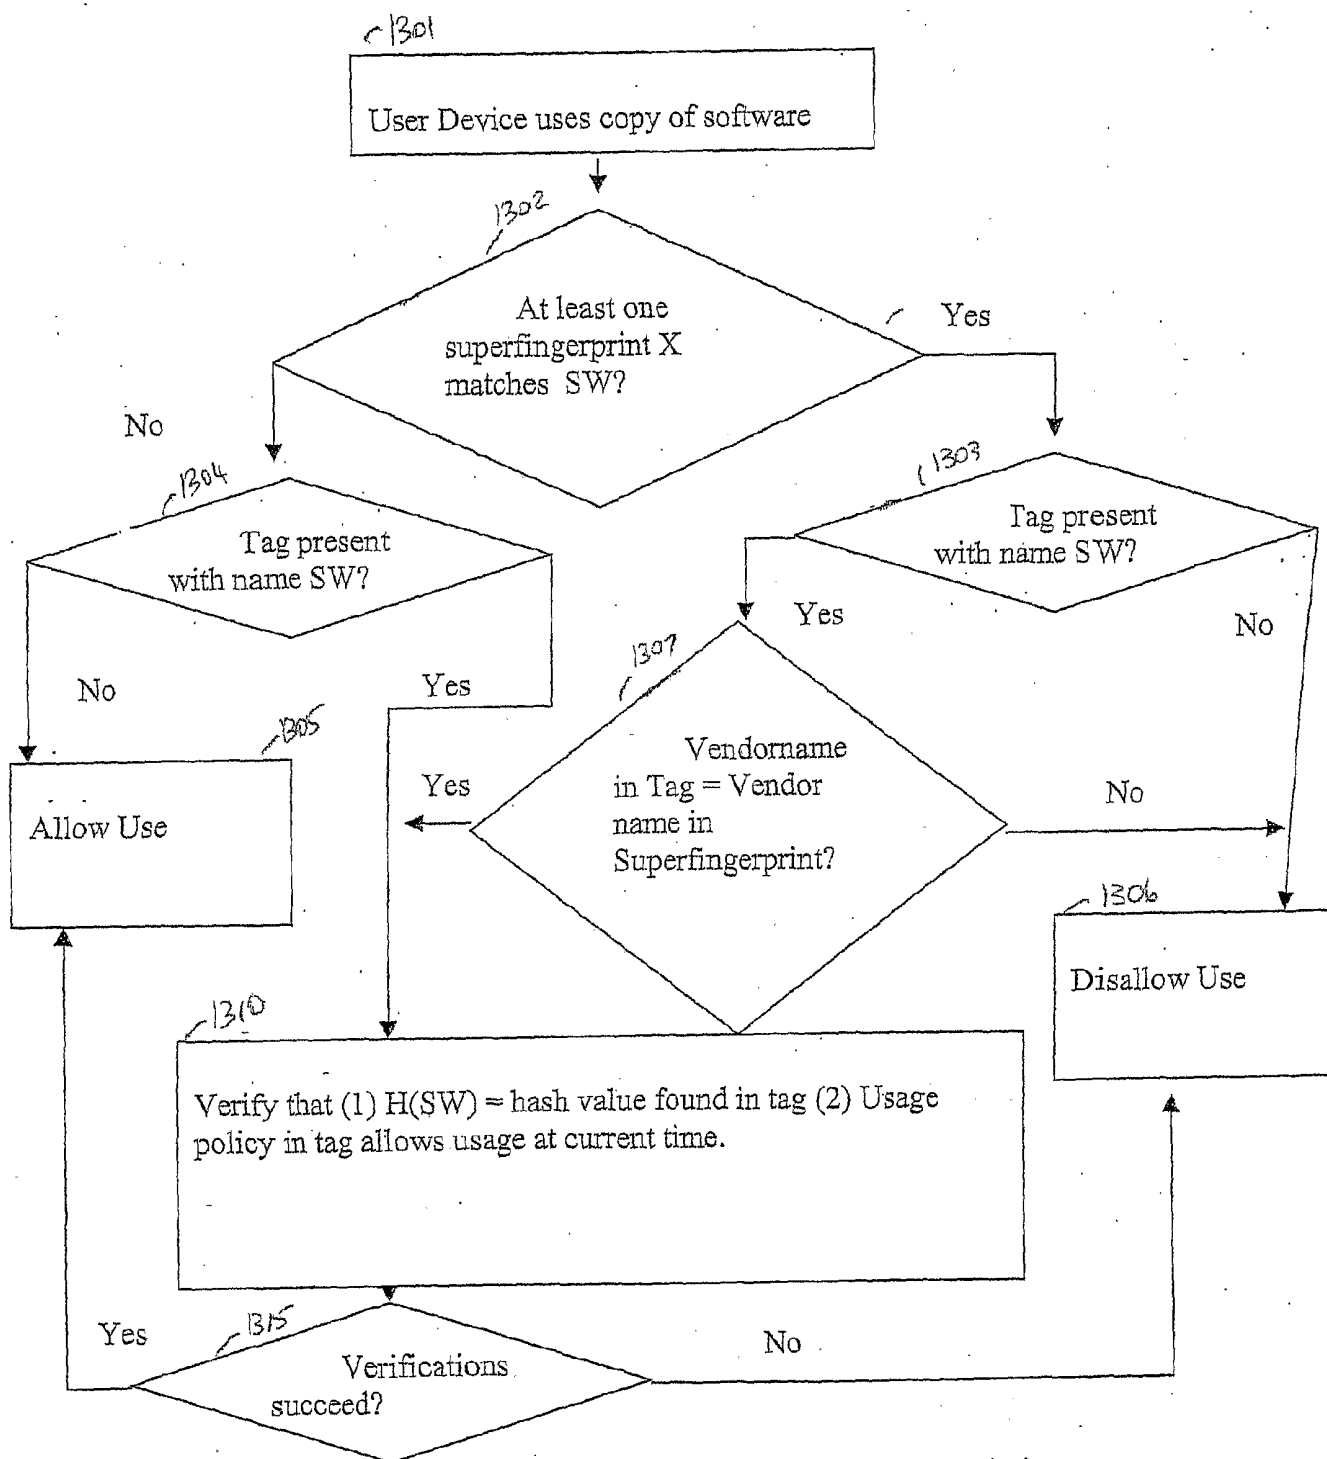 1301
User Device uses copy of software
1302
At least one
superfingerprint X
matches SW?
Yes
No
1304
Tag present
with name SW?
1303
Tag present
with name SW?
Yes
No
1307
No
Yes
1305
Allow Use
Vendorname
in Tag = Vendor
name in
Superfingerprint?
Yes
No
1306
Disallow Use
1310
Verify that (1) H(SW) = hash value found in tag (2) Usage
policy in tag allows usage at current time.
1315
Verifications
succeed?
Yes
No